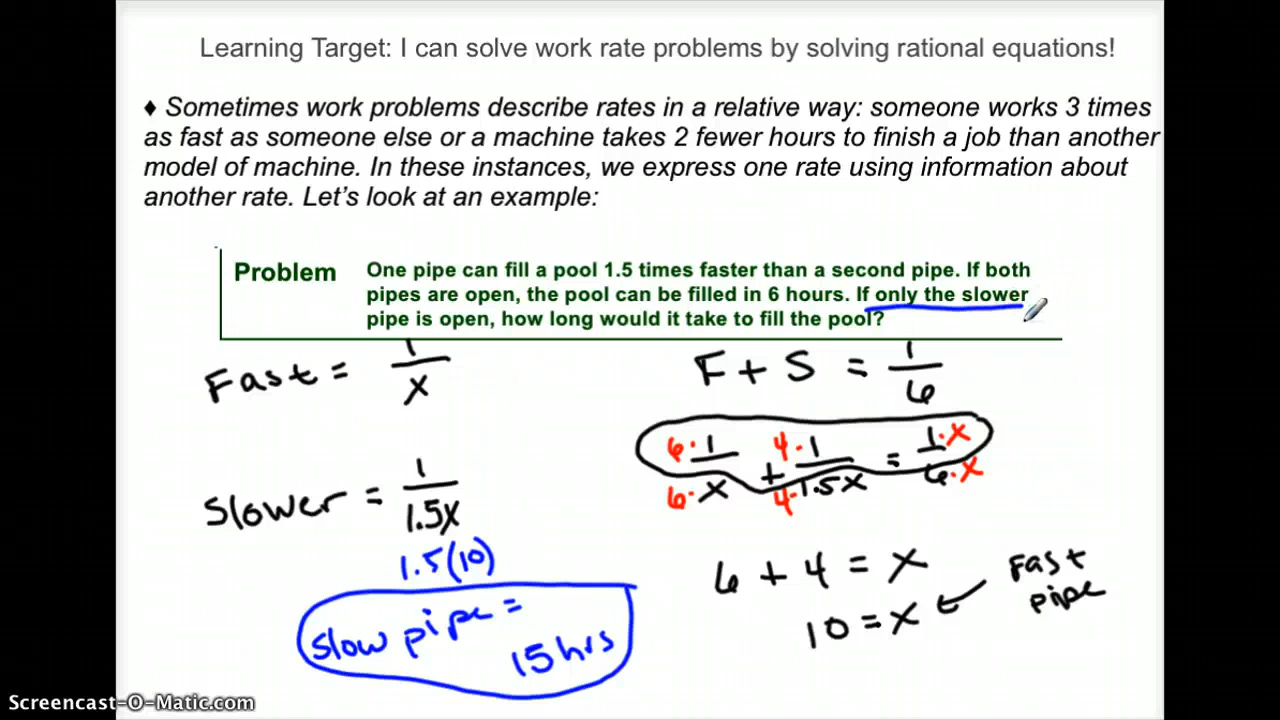 Learning Target: I can solve work rate problems by solving rational equations!
♦ Sometimes work problems describe rates in a relative way: someone works 3 times
as fast as someone else or a machine takes 2 fewer hours to finish a job than another
model of machine. In these instances, we express one rate using information about
another rate. Let's look at an example:
Problem One pipe can fill a pool 1.5 times faster than a second pipe. If both
pipes are open, the pool can be filled in 6 hours. If only the slower
pipe is open, how long would it take to fill the pool?
Fast = 1/x
F + S = 1/6
6·1/6·x + 4·1/4·1.5x = 1·x/6·x
Slower = 1/1.5x
1.5(10)
6 + 4 = x
Fast
pipe
10 = x
slow pipe =
15 hrs
Screencast-O-Matic.com